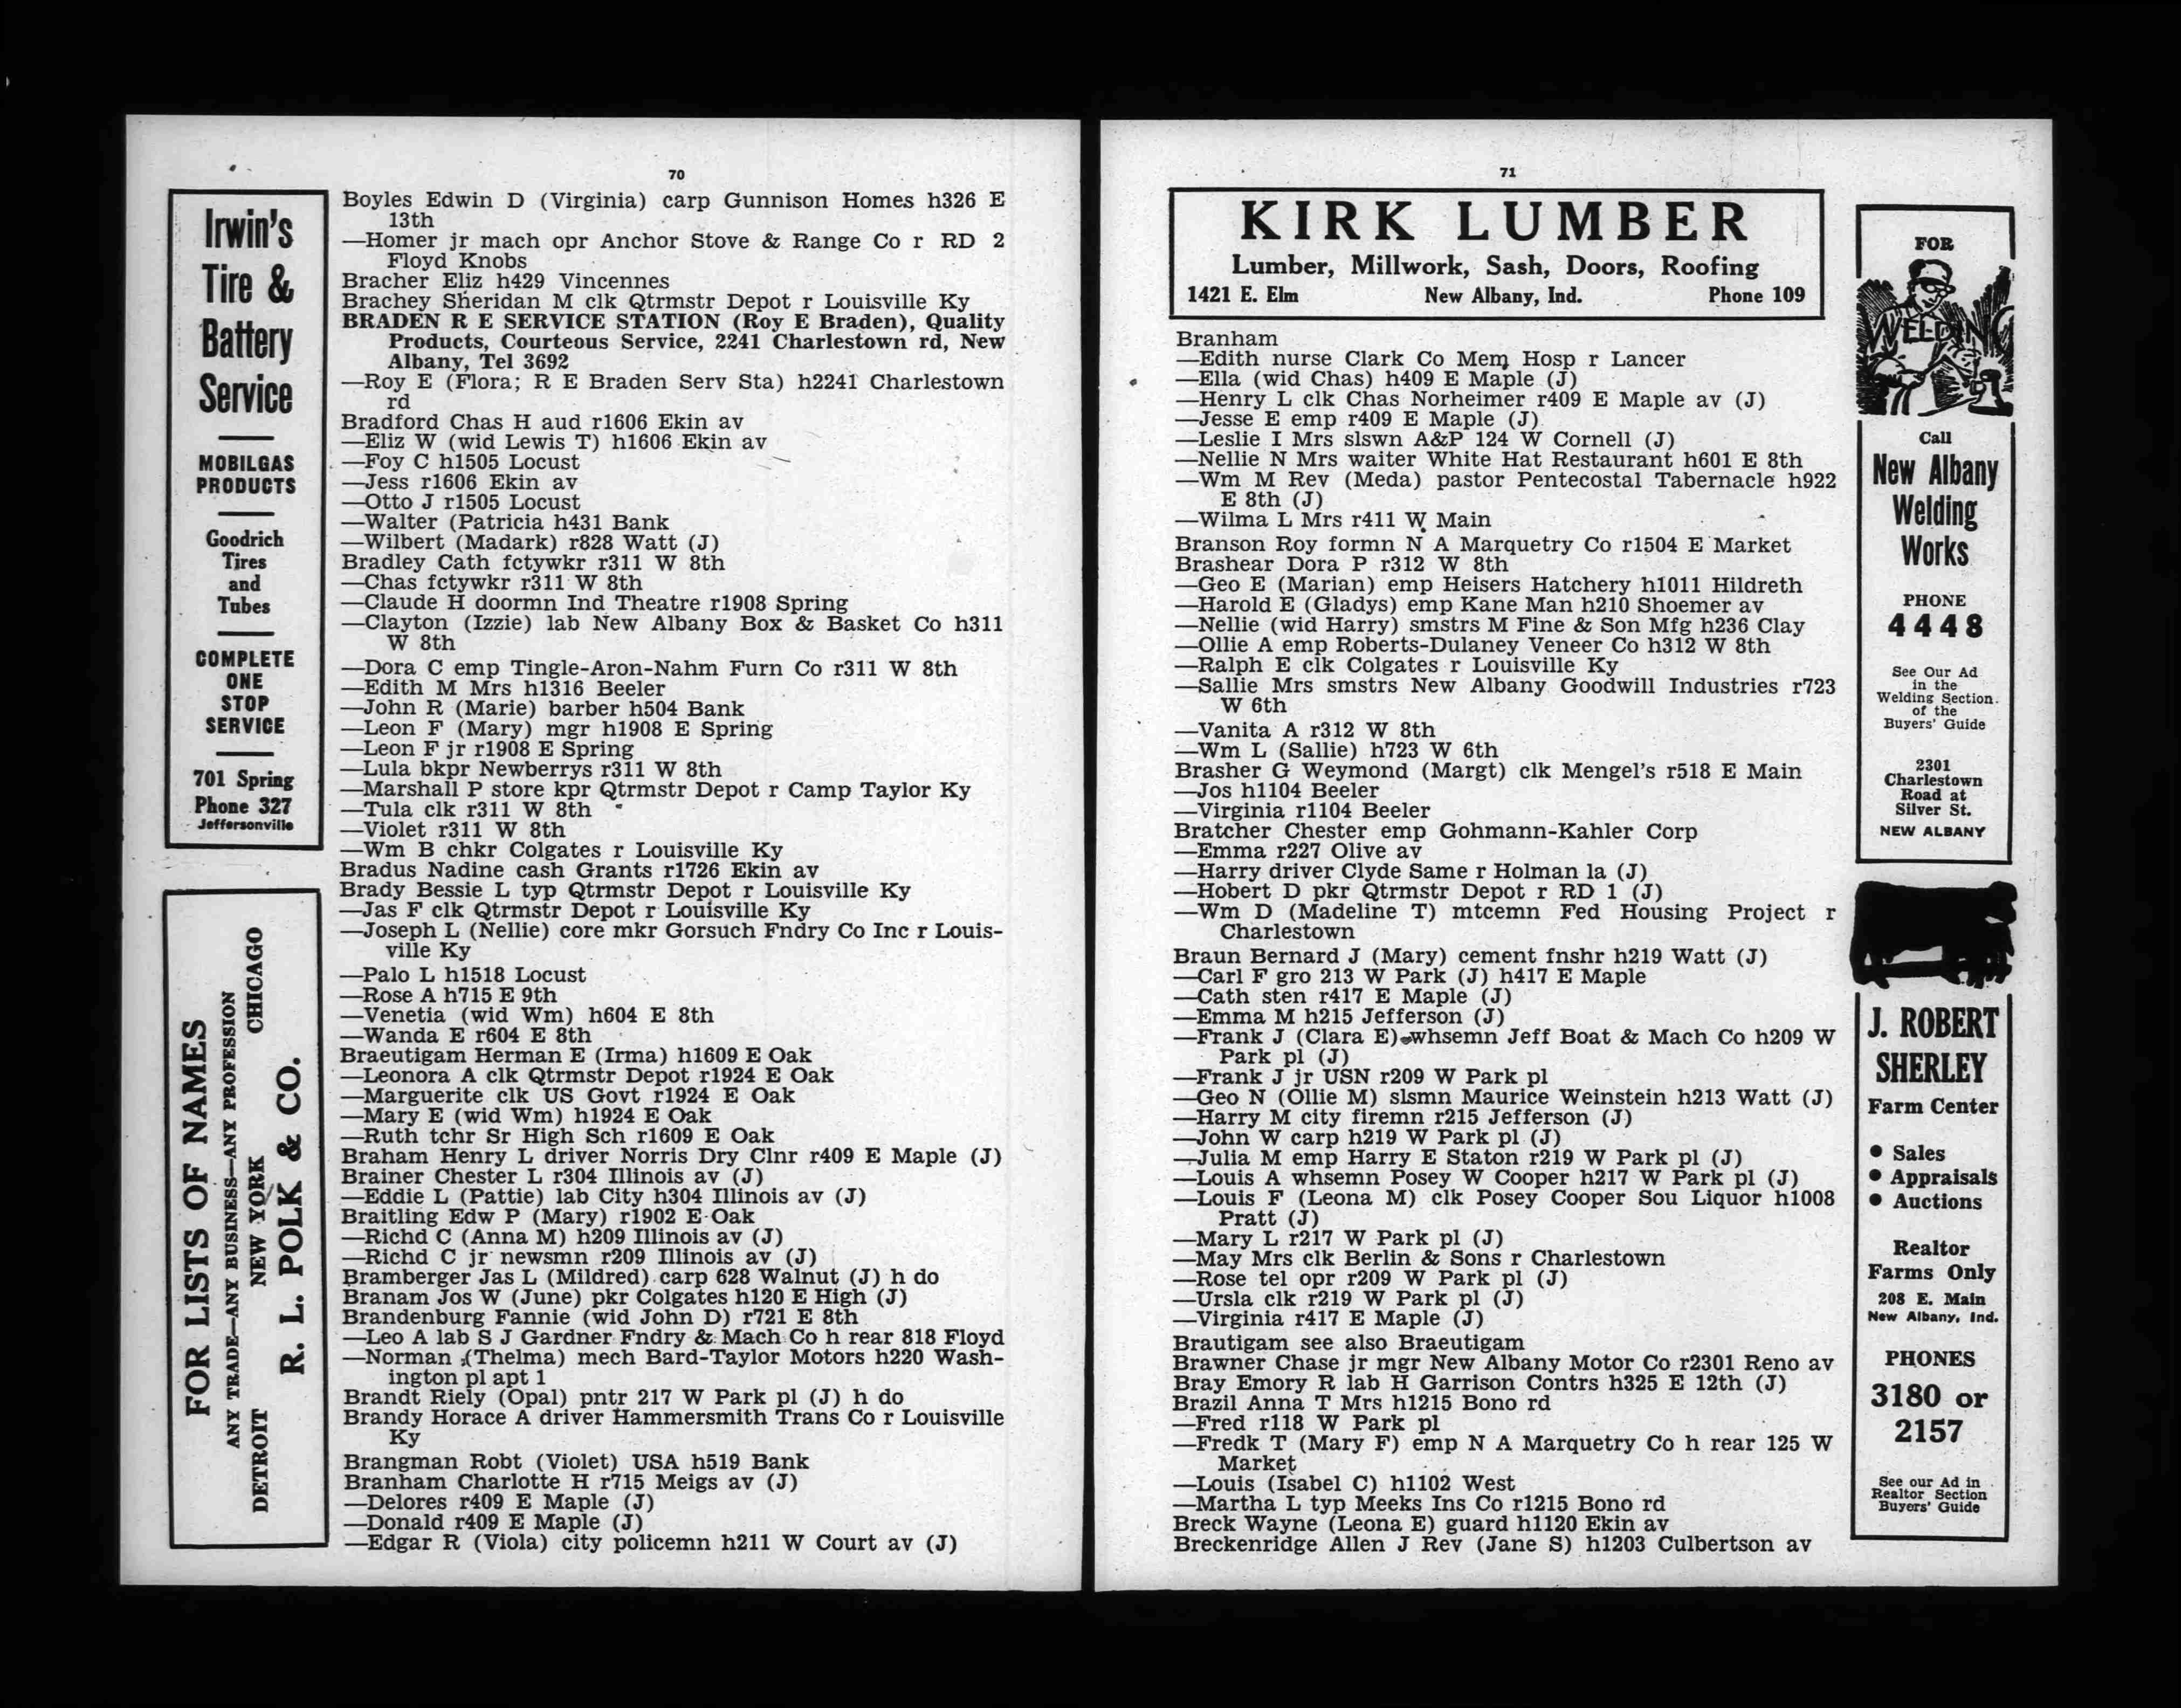 70
Irwin's
Tire &
Battery
Service
MOBILGAS
PRODUCTS
Goodrich
Tires
and
Tubes
COMPLETE
ONE
STOP
SERVICE
701 Spring
Phone 327
Jeffersonville
FOR LISTS OF NAMES
ANY TRADE—ANY BUSINESS—ANY PROFESSION
DETROIT NEW YORK CHICAGO
R. L. POLK & CO.
Boyles Edwin D (Virginia) carp Gunnison Homes h326 E
13th
—Homer jr mach opr Anchor Stove & Range Co r RD 2
Floyd Knobs
Bracher Eliz h429 Vincennes
Brachey Sheridan M clk Qtrmstr Depot r Louisville Ky
BRADEN R E SERVICE STATION (Roy E Braden), Quality
Products, Courteous Service, 2241 Charlestown rd, New
Albany, Tel 3692
—Roy E (Flora; R E Braden Serv Sta) h2241 Charlestown
rd
Bradford Chas H aud r1606 Ekin av
—Eliz W (wid Lewis T) h1606 Ekin av
—Foy C h1505 Locust
—Jess r1606 Ekin av
—Otto J r1505 Locust
—Walter (Patricia h431 Bank
—Wilbert (Madark) r828 Watt (J)
Bradley Cath fctywkr r311 W 8th
—Chas fctywkr r311 W 8th
—Claude H doormn Ind Theatre r1908 Spring
—Clayton (Izzie) lab New Albany Box & Basket Co h311
W 8th
—Dora C emp Tingle-Aron-Nahm Furn Co r311 W 8th
—Edith M Mrs h1316 Beeler
—John R (Marie) barber h504 Bank
—Leon F (Mary) mgr h1908 E Spring
—Leon F jr r1908 E Spring
—Lula bkpr Newberrys r311 W 8th
—Marshall P store kpr Qtrmstr Depot r Camp Taylor Ky
—Tula clk r311 W 8th
—Violet r311 W 8th
—Wm B chkr Colgates r Louisville Ky
Bradus Nadine cash Grants r1726 Ekin av
Brady Bessie L typ Qtrmstr Depot r Louisville Ky
—Jas F clk Qtrmstr Depot r Louisville Ky
—Joseph L (Nellie) core mkr Gorsuch Fndry Co Inc r Louis-
ville Ky
—Palo L h1518 Locust
—Rose A h715 E 9th
—Venetia (wid Wm) h604 E 8th
—Wanda E r604 E 8th
Braeutigam Herman E (Irma) h1609 E Oak
—Leonora A clk Qtrmstr Depot r1924 E Oak
—Marguerite clk US Govt r1924 E Oak
—Mary E (wid Wm) h1924 E Oak
—Ruth tchr Sr High Sch r1609 E Oak
Braham Henry L driver Norris Dry Clnr r409 E Maple (J)
Brainer Chester L r304 Illinois av (J)
—Eddie L (Pattie) lab City h304 Illinois av (J)
Braitling Edw P (Mary) r1902 E Oak
—Richd C (Anna M) h209 Illinois av (J)
—Richd C jr newsmn r209 Illinois av (J)
Bramberger Jas L (Mildred) carp 628 Walnut (J) h do
Branam Jos W (June) pkr Colgates h120 E High (J)
Brandenburg Fannie (wid John D) r721 E 8th
—Leo A lab S J Gardner Fndry & Mach Co h rear 818 Floyd
—Norman (Thelma) mech Bard-Taylor Motors h220 Wash-
ington pl apt 1
Brandt Riely (Opal) pntr 217 W Park pl (J) h do
Brandy Horace A driver Hammersmith Trans Co r Louisville
Ky
Brangman Robt (Violet) USA h519 Bank
Branham Charlotte H r715 Meigs av (J)
—Delores r409 E Maple (J)
—Donald r409 E Maple (J)
—Edgar R (Viola) city policemn h211 W Court av (J)
71
KIRK LUMBER
Lumber, Millwork, Sash, Doors, Roofing
1421 E. Elm New Albany, Ind. Phone 109
Branham
—Edith nurse Clark Co Mem Hosp r Lancer
—Ella (wid Chas) h409 E Maple (J)
—Henry L clk Chas Norheimer r409 E Maple av (J)
—Jesse E emp r409 E Maple (J)
—Leslie I Mrs slswn A&P 124 W Cornell (J)
—Nellie N Mrs waiter White Hat Restaurant h601 E 8th
—Wm M Rev (Meda) pastor Pentecostal Tabernacle h922
E 8th (J)
—Wilma L Mrs r411 W Main
Branson Roy formn N A Marquetry Co r1504 E Market
Brashear Dora P r312 W 8th
—Geo E (Marian) emp Heisers Hatchery h1011 Hildreth
—Harold E (Gladys) emp Kane Man h210 Shoemer av
—Nellie (wid Harry) smstrs M Fine & Son Mfg h236 Clay
—Ollie A emp Roberts-Dulaney Veneer Co h312 W 8th
—Ralph E clk Colgates r Louisville Ky
—Sallie Mrs smstrs New Albany Goodwill Industries r723
W 6th
—Vanita A r312 W 8th
—Wm L (Sallie) h723 W 6th
Brasher G Weymond (Margt) clk Mengel's r518 E Main
—Jos h1104 Beeler
—Virginia r1104 Beeler
Bratcher Chester emp Gohmann-Kahler Corp
—Emma r227 Olive av
—Harry driver Clyde Same r Holman la (J)
—Hobert D pkr Qtrmstr Depot r RD 1 (J)
—Wm D (Madeline T) mtcemn Fed Housing Project r
Charlestown
Braun Bernard J (Mary) cement fnshr h219 Watt (J)
—Carl F gro 213 W Park (J) h417 E Maple
—Cath sten r417 E Maple (J)
—Emma M h215 Jefferson (J)
—Frank J (Clara E) whsemn Jeff Boat & Mach Co h209 W
Park pl (J)
—Frank J jr USN r209 W Park pl
—Geo N (Ollie M) slsmn Maurice Weinstein h213 Watt (J)
—Harry M city firemn r215 Jefferson (J)
—John W carp h219 W Park pl (J)
—Julia M emp Harry E Staton r219 W Park pl (J)
—Louis A whsemn Posey W Cooper h217 W Park pl (J)
—Louis F (Leona M) clk Posey Cooper Sou Liquor h1008
Pratt (J)
—Mary L r217 W Park pl (J)
—May Mrs clk Berlin & Sons r Charlestown
—Rose tel opr r209 W Park pl (J)
—Ursla clk r219 W Park pl (J)
—Virginia r417 E Maple (J)
Brautigam see also Braeutigam
Brawner Chase jr mgr New Albany Motor Co r2301 Reno av
Bray Emory R lab H Garrison Contrs h325 E 12th (J)
Brazil Anna T Mrs h1215 Bono rd
—Fred r118 W Park pl
—Fredk T (Mary F) emp N A Marquetry Co h rear 125 W
Market
—Louis (Isabel C) h1102 West
—Martha L typ Meeks Ins Co r1215 Bono rd
Breck Wayne (Leona E) guard h1120 Ekin av
Breckenridge Allen J Rev (Jane S) h1203 Culbertson av
FOR
WELDING
Call
New Albany
Welding
Works
PHONE
4448
See Our Ad
in the
Welding Section
of the
Buyers' Guide
2301
Charlestown
Road at
Silver St.
NEW ALBANY
J. ROBERT
SHERLEY
Farm Center
• Sales
• Appraisals
• Auctions
Realtor
Farms Only
208 E. Main
New Albany, Ind.
PHONES
3180 or
2157
See our Ad in
Realtor Section
Buyers' Guide